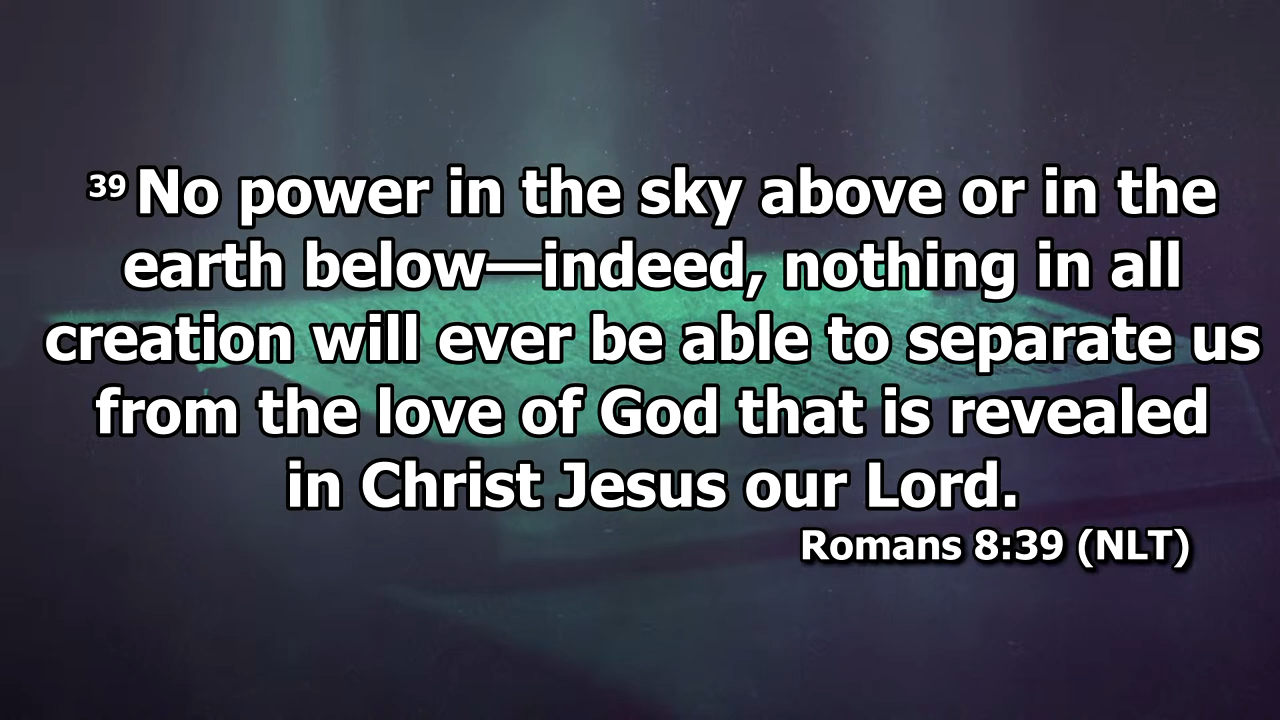 39 No power in the sky above or in the
earth below—indeed, nothing in all
creation will ever be able to separate us
from the love of God that is revealed
in Christ Jesus our Lord.
Romans 8:39 (NLT)